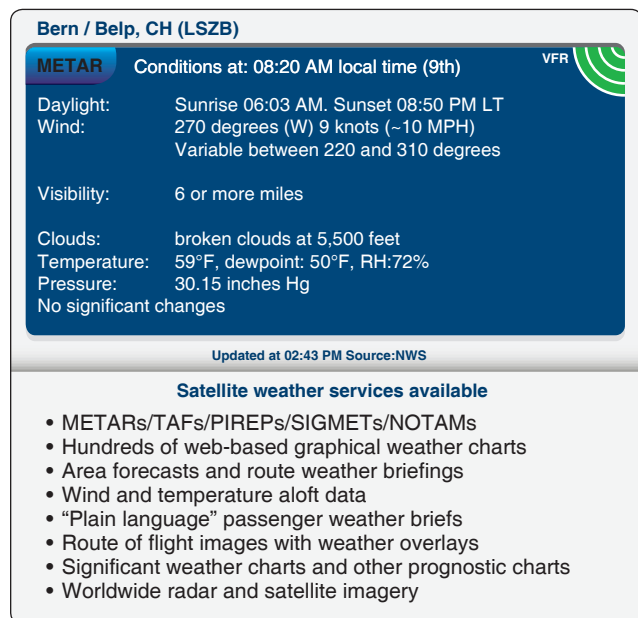 Bern / Belp, CH (LSZB)
METAR Conditions at: 08:20 AM local time (9th) VFR
Daylight: Sunrise 06:03 AM. Sunset 08:50 PM LT
Wind: 270 degrees (W) 9 knots (~10 MPH)
Variable between 220 and 310 degrees
Visibility: 6 or more miles
Clouds: broken clouds at 5,500 feet
Temperature: 59°F, dewpoint: 50°F, RH:72%
Pressure: 30.15 inches Hg
No significant changes
Updated at 02:43 PM Source:NWS
Satellite weather services available
• METARs/TAFs/PIREPs/SIGMETs/NOTAMs
• Hundreds of web-based graphical weather charts
• Area forecasts and route weather briefings
• Wind and temperature aloft data
• “Plain language” passenger weather briefs
• Route of flight images with weather overlays
• Significant weather charts and other prognostic charts
• Worldwide radar and satellite imagery